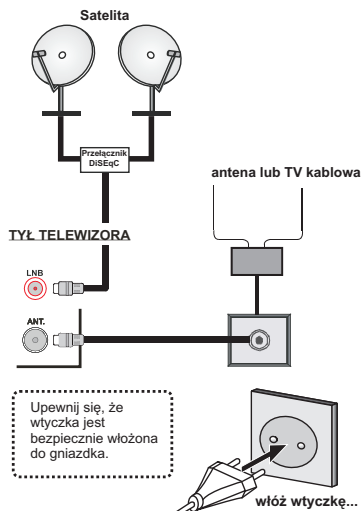 Satelita
Przełącznik
DiSEqC
antena lub TV kablowa
TYŁ TELEWIZORA
LNB
ANT.
Upewnij się, że
wtyczka jest
bezpiecznie włożona
do gniazdka.
włóż wtyczkę...